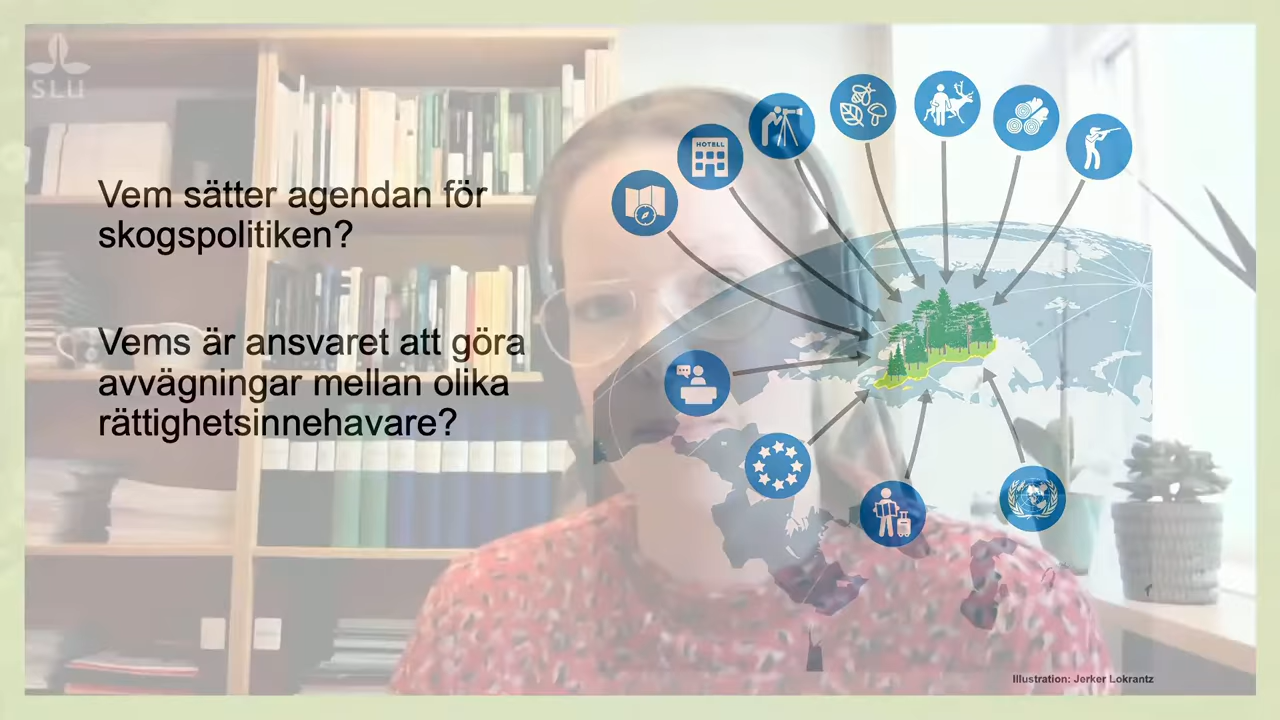 SLU
HOTELL
Vem sätter agendan för
skogspolitiken?
Vems är ansvaret att göra
avvägningar mellan olika
rättighetsinnehavare?
Illustration: Jerker Lokrantz